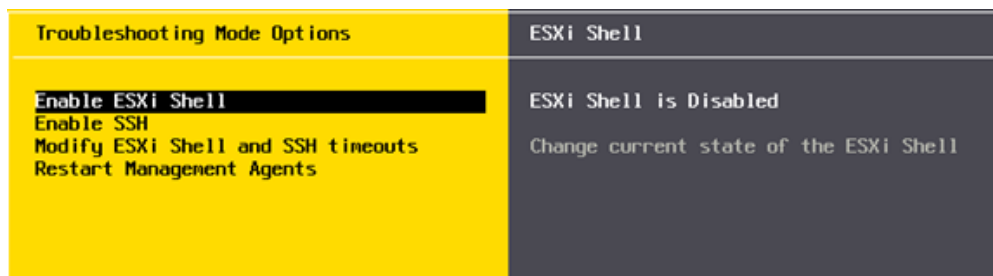 Troubleshooting Mode Options
Enable ESXi Shell
Enable SSH
Modify ESXi Shell and SSH timeouts
Restart Management Agents
ESXi Shell
ESXi Shell is Disabled
Change current state of the ESXi Shell